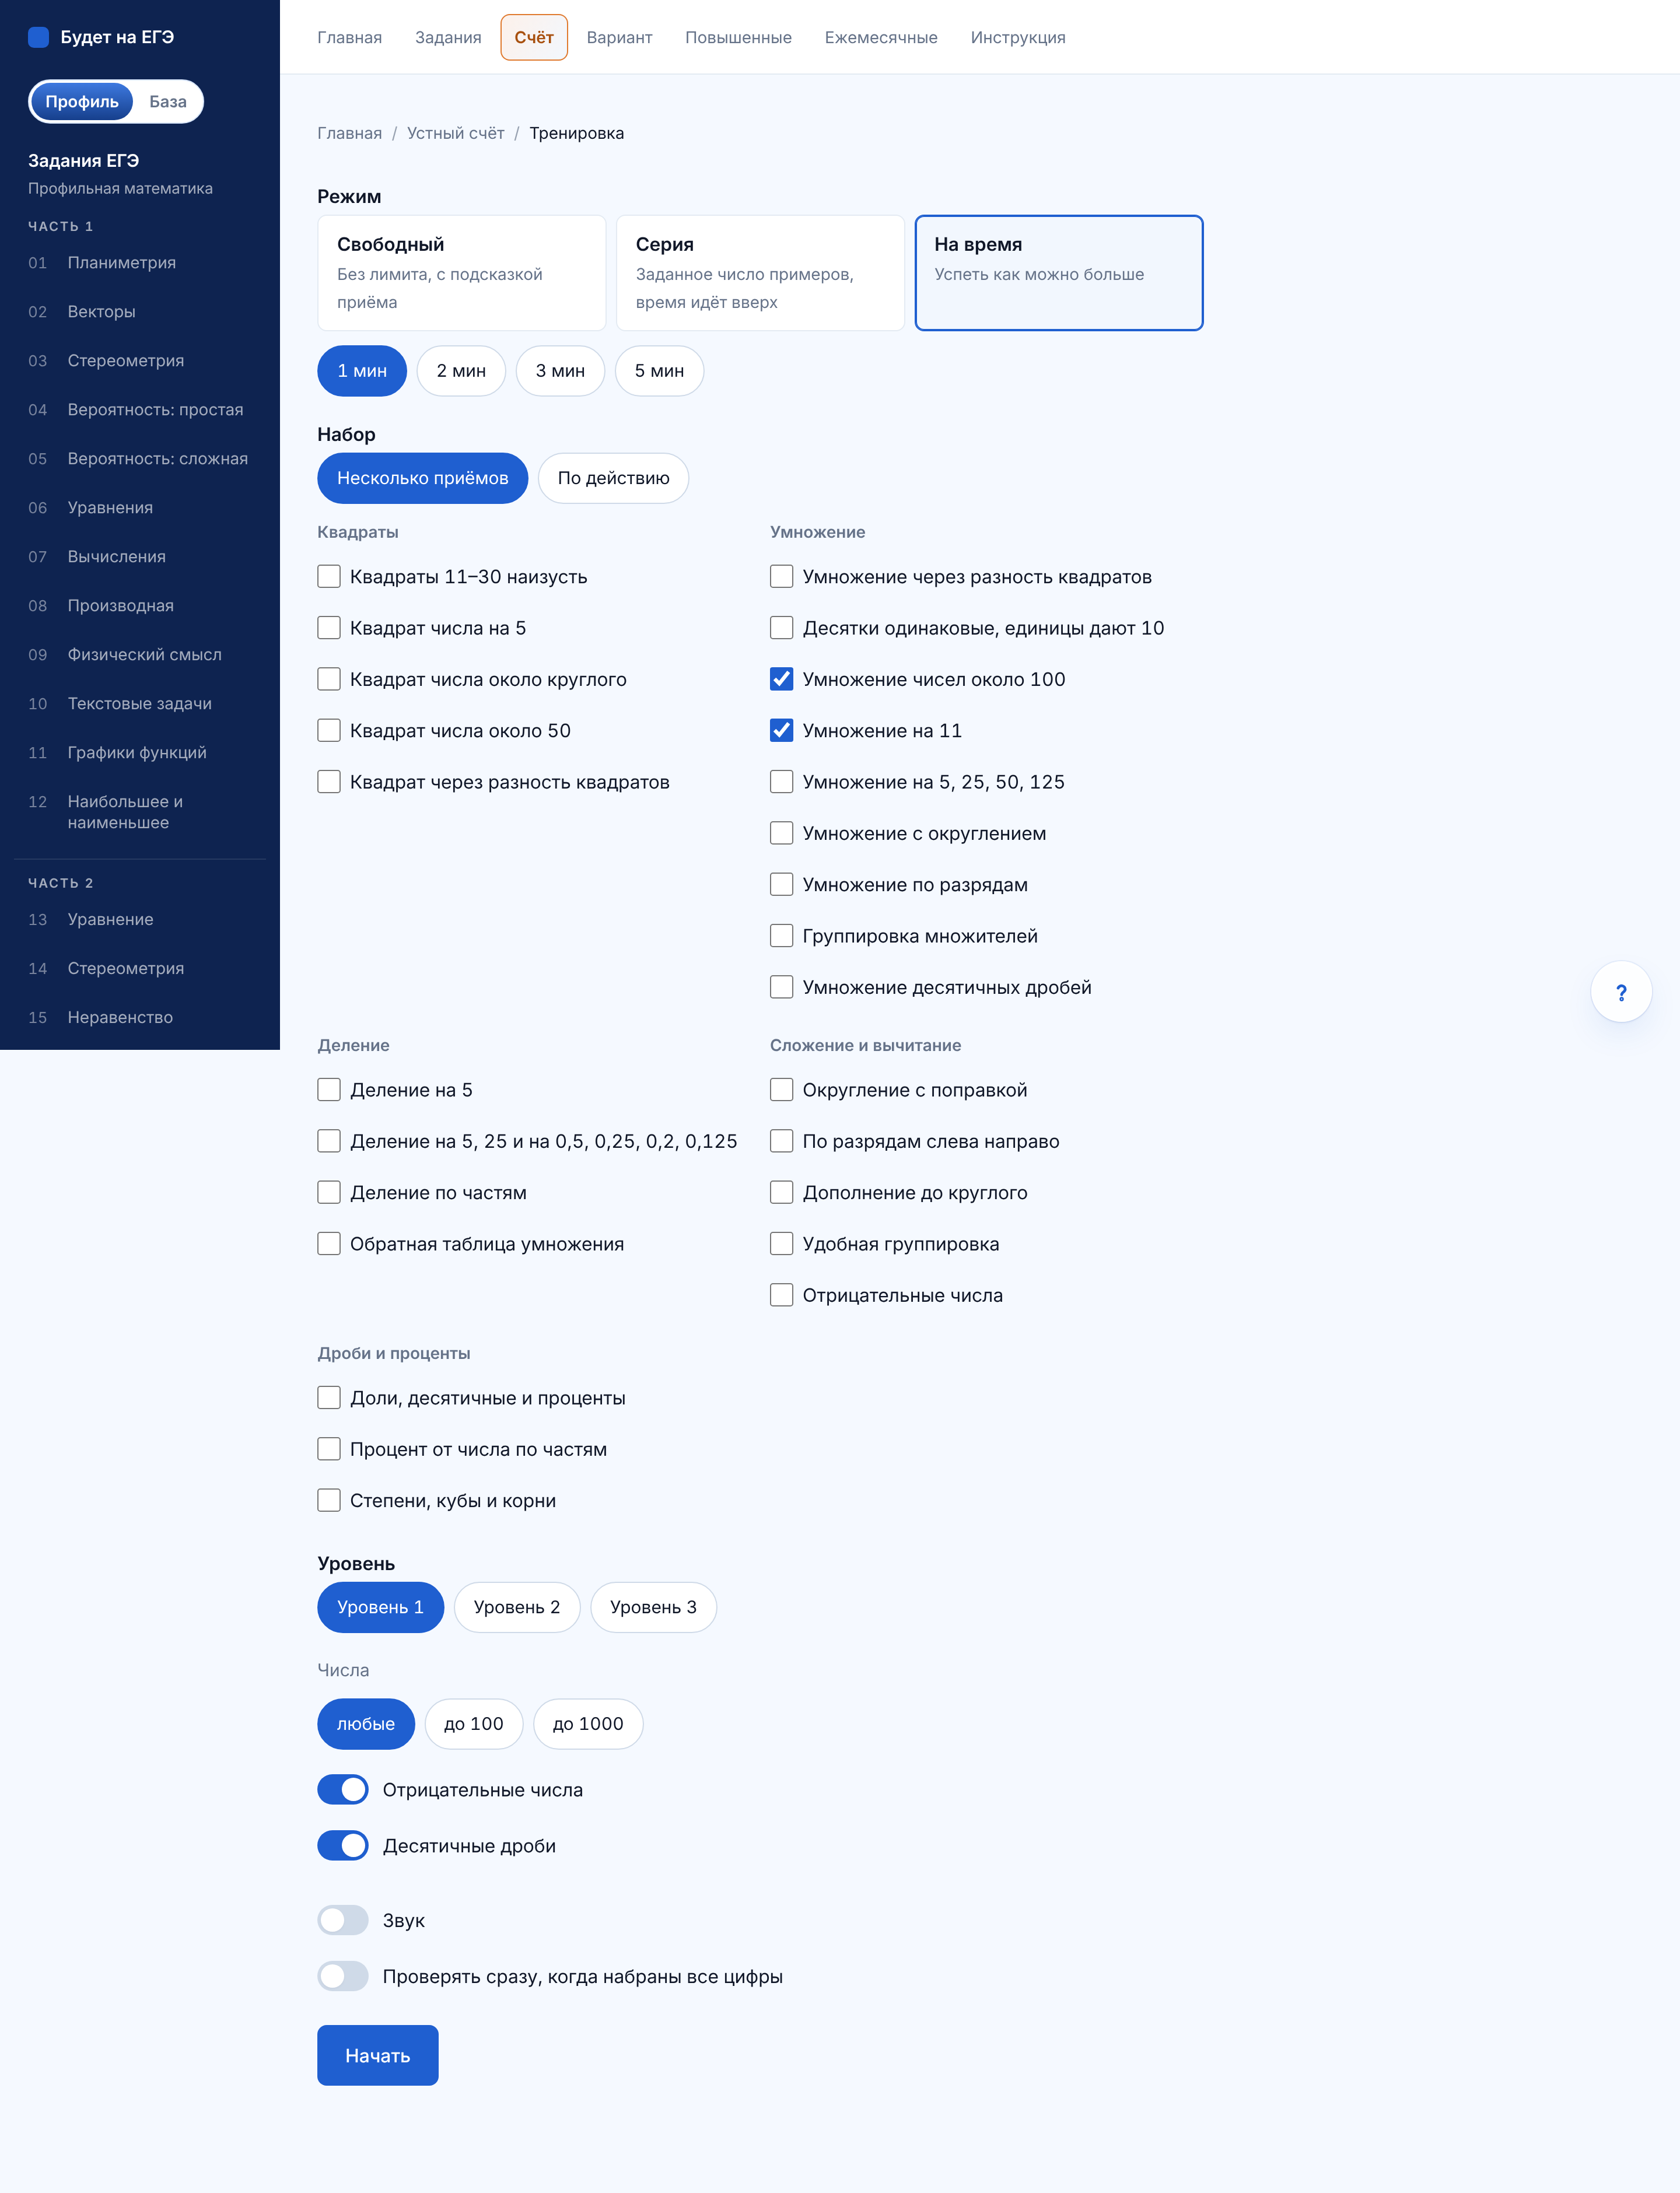 Будет на ЕГЭ
Профиль
База
Задания ЕГЭ
Профильная математика
ЧАСТЬ 1
01 Планиметрия
02 Векторы
03 Стереометрия
04 Вероятность: простая
05 Вероятность: сложная
06 Уравнения
07 Вычисления
08 Производная
09 Физический смысл
10 Текстовые задачи
11 Графики функций
12 Наибольшее и
наименьшее
ЧАСТЬ 2
13 Уравнение
14 Стереометрия
15 Неравенство
Главная Задания Счёт Вариант Повышенные Ежемесячные Инструкция
Главная / Устный счёт / Тренировка
Режим
Свободный
Без лимита, с подсказкой
приёма
Серия
Заданное число примеров,
время идёт вверх
На время
Успеть как можно больше
1 мин 2 мин 3 мин 5 мин
Набор
Несколько приёмов По действию
Квадраты
Квадраты 11–30 наизусть
Квадрат числа на 5
Квадрат числа около круглого
Квадрат числа около 50
Квадрат через разность квадратов
Умножение
Умножение через разность квадратов
Десятки одинаковые, единицы дают 10
Умножение чисел около 100
Умножение на 11
Умножение на 5, 25, 50, 125
Умножение с округлением
Умножение по разрядам
Группировка множителей
Умножение десятичных дробей
Деление
Деление на 5
Деление на 5, 25 и на 0,5, 0,25, 0,2, 0,125
Деление по частям
Обратная таблица умножения
Сложение и вычитание
Округление с поправкой
По разрядам слева направо
Дополнение до круглого
Удобная группировка
Отрицательные числа
Дроби и проценты
Доли, десятичные и проценты
Процент от числа по частям
Степени, кубы и корни
Уровень
Уровень 1 Уровень 2 Уровень 3
Числа
любые до 100 до 1000
Отрицательные числа
Десятичные дроби
Звук
Проверять сразу, когда набраны все цифры
Начать
?